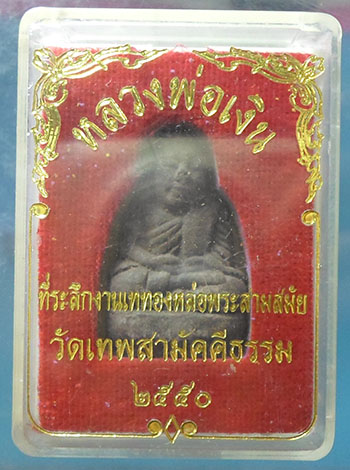 หลวงพ่อเงิน
ที่ระลึกงานเททองหล่อพระสามสมัย
วัดเทพสามัคคีธรรม
๒๕๕๐